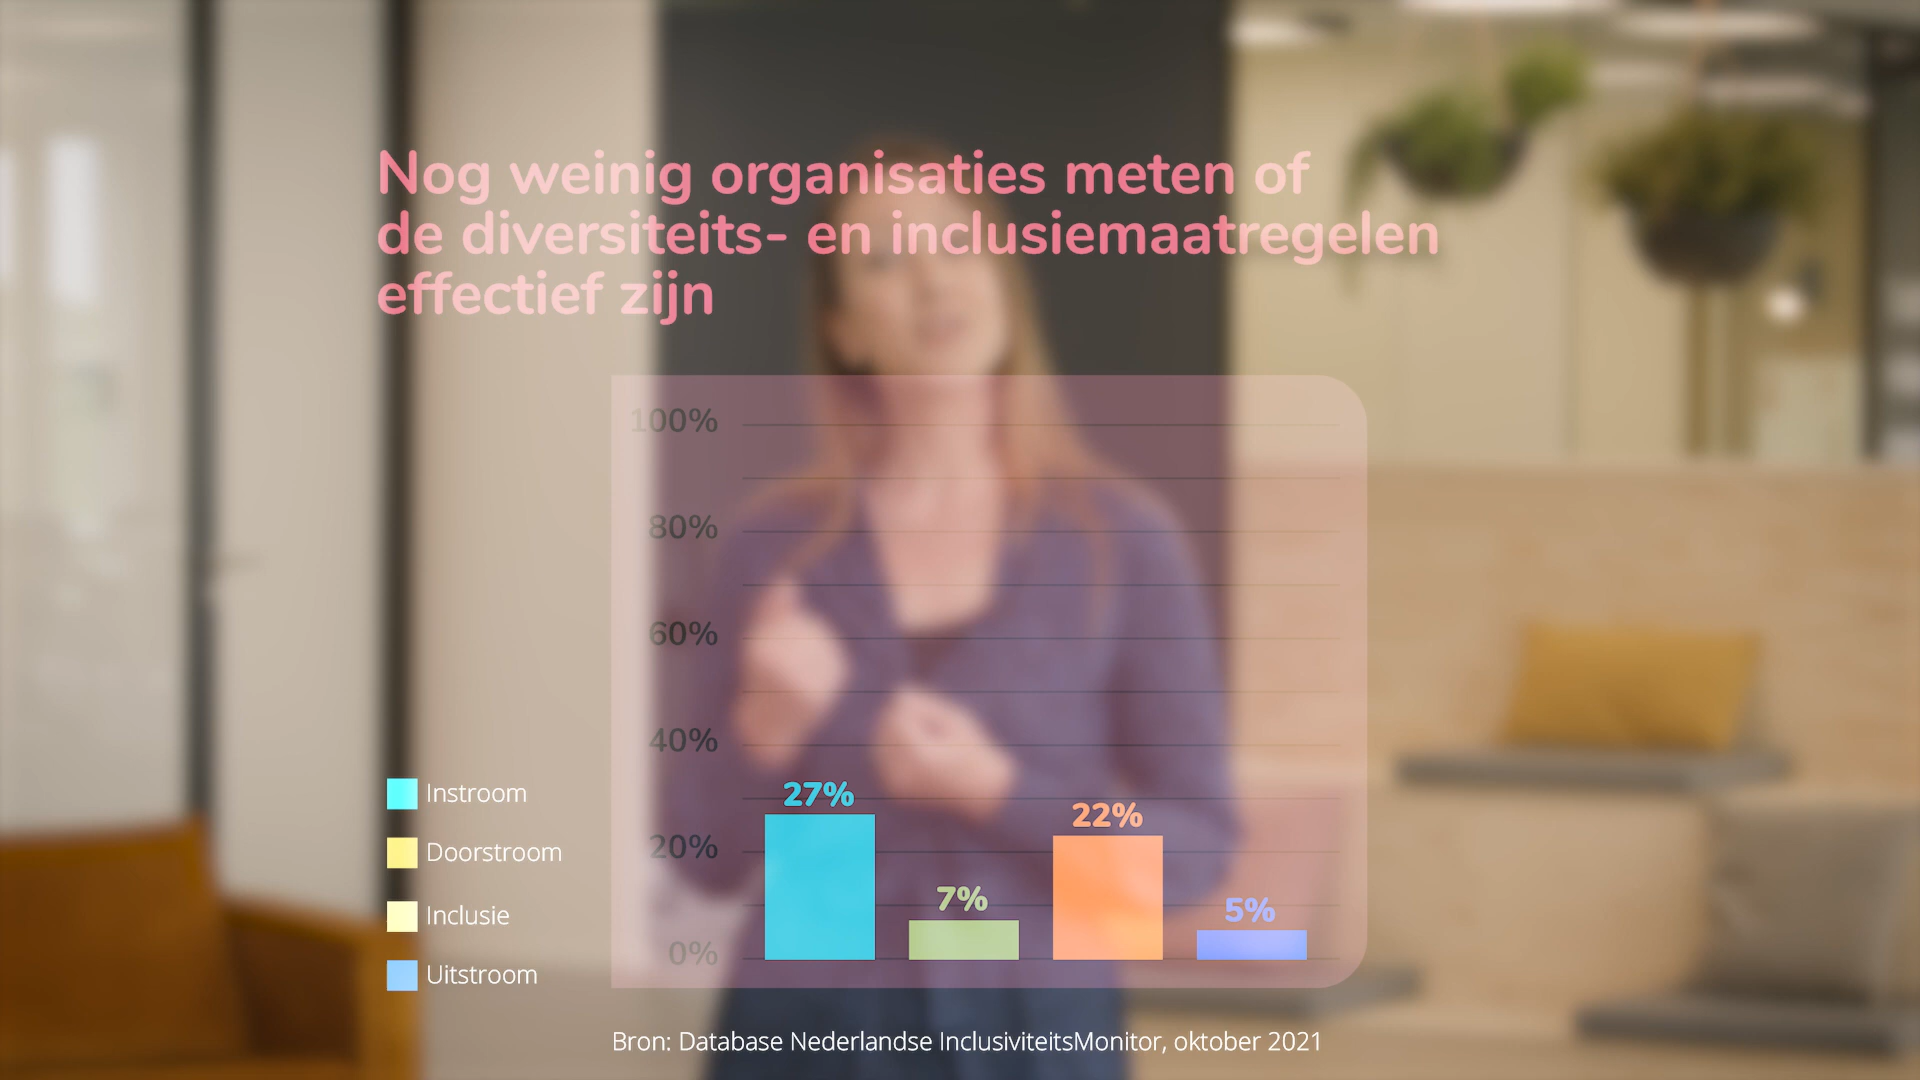 Nog weinig organisaties meten of
de diversiteits- en inclusiemaatregelen
effectief zijn
100%
80%
60%
40%
20%
0%
27%
7%
22%
5%
Instroom
Doorstroom
Inclusie
Uitstroom
Bron: Database Nederlandse InclusiviteitsMonitor, oktober 2021